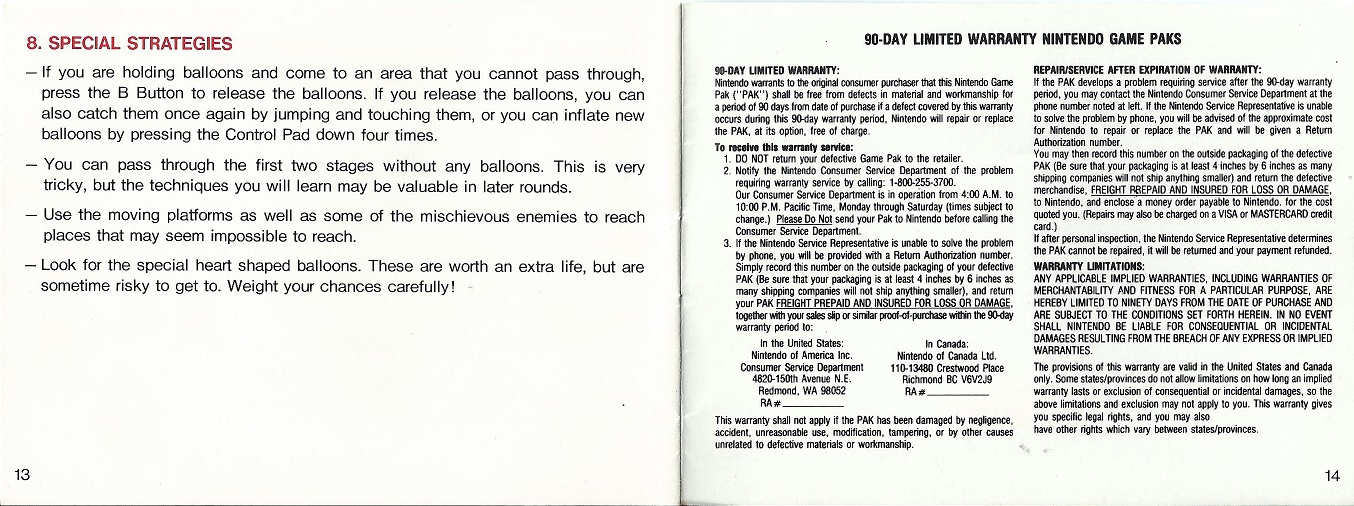 8. SPECIAL STRATEGIES
– If you are holding balloons and come to an area that you cannot pass through,
press the B Button to release the balloons. If you release the balloons, you can
also catch them once again by jumping and touching them, or you can inflate new
balloons by pressing the Control Pad down four times.
– You can pass through the first two stages without any balloons. This is very
tricky, but the techniques you will learn may be valuable in later rounds.
– Use the moving platforms as well as some of the mischievous enemies to reach
places that may seem impossible to reach.
– Look for the special heart shaped balloons. These are worth an extra life, but are
sometime risky to get to. Weight your chances carefully!
13
90-DAY LIMITED WARRANTY NINTENDO GAME PAKS
90-DAY LIMITED WARRANTY:
Nintendo warrants to the original consumer purchaser that this Nintendo Game
Pak ("PAK") shall be free from defects in material and workmanship for
a period of 90 days from date of purchase if a defect covered by this warranty
occurs during this 90-day warranty period, Nintendo will repair or replace
the PAK, at its option, free of charge.
To receive this warranty service:
1. DO NOT return your defective Game Pak to the retailer.
2. Notify the Nintendo Consumer Service Department of the problem
requiring warranty service by calling: 1-800-255-3700.
Our Consumer Service Department is in operation from 4:00 A.M. to
10:00 P.M. Pacific Time, Monday through Saturday (times subject to
change.) Please Do Not send your Pak to Nintendo before calling the
Consumer Service Department.
3. If the Nintendo Service Representative is unable to solve the problem
by phone, you will be provided with a Return Authorization number.
Simply record this number on the outside packaging of your defective
PAK (Be sure that your packaging is at least 4 inches by 6 inches as
many shipping companies will not ship anything smaller), and return
your PAK FREIGHT PREPAID AND INSURED FOR LOSS OR DAMAGE,
together with your sales slip or similar proof-of-purchase within the 90-day
warranty period to:
In the United States:
Nintendo of America Inc.
Consumer Service Department
4820-150th Avenue N.E.
Redmond, WA 98052
RA#
In Canada:
Nintendo of Canada Ltd.
110-13480 Crestwood Place
Richmond BC V6V2J9
RA#
This warranty shall not apply if the PAK has been damaged by negligence,
accident, unreasonable use, modification, tampering, or by other causes
unrelated to defective materials or workmanship.
REPAIR/SERVICE AFTER EXPIRATION OF WARRANTY:
If the PAK develops a problem requiring service after the 90-day warranty
period, you may contact the Nintendo Consumer Service Department at the
phone number noted at left. If the Nintendo Service Representative is unable
to solve the problem by phone, you will be advised of the approximate cost
for Nintendo to repair or replace the PAK and will be given a Return
Authorization number.
You may then record this number on the outside packaging of the defective
PAK (Be sure that your packaging is at least 4 inches by 6 inches as many
shipping companies will not ship anything smaller) and return the defective
merchandise, FREIGHT RREPAID AND INSURED FOR LOSS OR DAMAGE,
to Nintendo, and enclose a money order payable to Nintendo. for the cost
quoted you. (Repairs may also be charged on a VISA or MASTERCARD credit
card.)
If after personal inspection, the Nintendo Service Representative determines
the PAK cannot be repaired, it will be returned and your payment refunded.
WARRANTY LIMITATIONS:
ANY APPLICABLE IMPLIED WARRANTIES, INCLUDING WARRANTIES OF
MERCHANTABILITY AND FITNESS FOR A PARTICULAR PURPOSE, ARE
HEREBY LIMITED TO NINETY DAYS FROM THE DATE OF PURCHASE AND
ARE SUBJECT TO THE CONDITIONS SET FORTH HEREIN. IN NO EVENT
SHALL NINTENDO BE LIABLE FOR CONSEQUENTIAL OR INCIDENTAL
DAMAGES RESULTING FROM THE BREACH OF ANY EXPRESS OR IMPLIED
WARRANTIES.
The provisions of this warranty are valid in the United States and Canada
only. Some states/provinces do not allow limitations on how long an implied
warranty lasts or exclusion of consequential or incidental damages, so the
above limitations and exclusion may not apply to you. This warranty gives
you specific legal rights, and you may also
have other rights which vary between states/provinces.
14